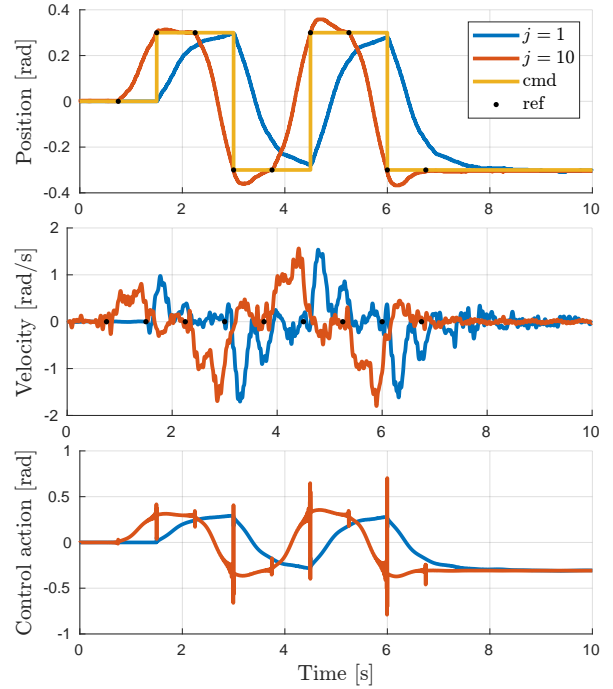 0.4
0.2
0
-0.2
-0.4
Position [rad]
j = 1
j = 10
cmd
ref
0 2 4 6 8 10
2
1
0
-1
-2
Velocity [rad/s]
0 2 4 6 8 10
1
0.5
0
-0.5
-1
Control action [rad]
0 2 4 6 8 10
Time [s]